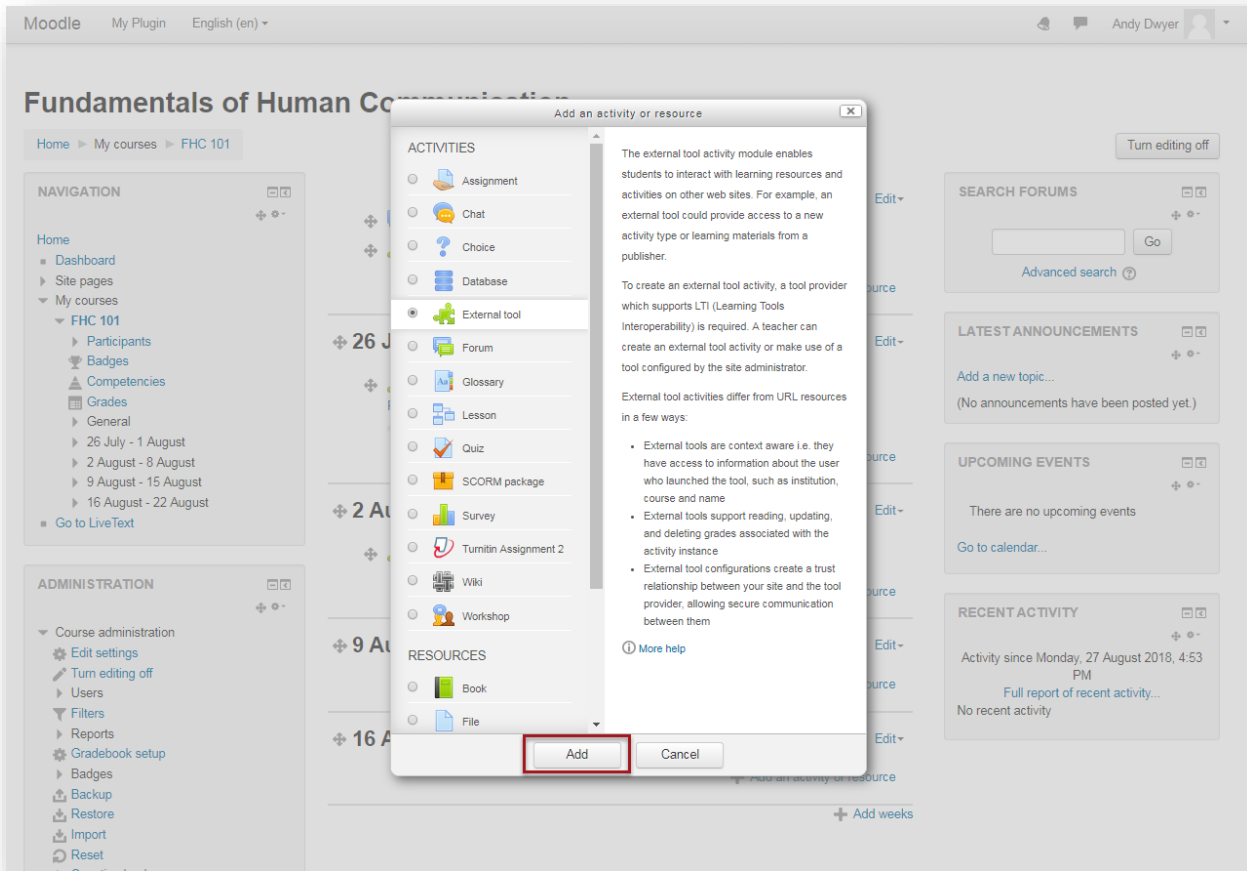 Moodle My Plugin English (en) Andy Dwyer
Fundamentals of Human
Home My courses FHC 101
Turn editing off
NAVIGATION
Home
Dashboard
Site pages
My courses
FHC 101
Participants
Badges
Competencies
Grades
General
26 July - 1 August
2 August - 8 August
9 August - 15 August
16 August - 22 August
Go to LiveText
ADMINISTRATION
Course administration
Edit settings
Turn editing off
Users
Filters
Reports
Gradebook setup
Badges
Backup
Restore
Import
Reset
Edit
26 J
Edit
2 Au
Edit
9 Au
Edit
16 A
Edit
Add an activity or resource
Add weeks
Add an activity or resource
ACTIVITIES
Assignment
Chat
Choice
Database
External tool
Forum
Glossary
Lesson
Quiz
SCORM package
Survey
Turnitin Assignment 2
Wiki
Workshop
RESOURCES
Book
File
The external tool activity module enables
students to interact with learning resources and
activities on other web sites. For example, an
external tool could provide access to a new
activity type or learning materials from a
publisher.
To create an external tool activity, a tool provider
which supports LTI (Learning Tools
Interoperability) is required. A teacher can
create an external tool activity or make use of a
tool configured by the site administrator.
External tool activities differ from URL resources
in a few ways:
External tools are context aware i.e. they
have access to information about the user
who launched the tool, such as institution,
course and name
External tools support reading, updating,
and deleting grades associated with the
activity instance
External tool configurations create a trust
relationship between your site and the tool
provider, allowing secure communication
between them
More help
Add Cancel
SEARCH FORUMS
Go
Advanced search
LATEST ANNOUNCEMENTS
Add a new topic...
(No announcements have been posted yet.)
UPCOMING EVENTS
There are no upcoming events
Go to calendar...
RECENT ACTIVITY
Activity since Monday, 27 August 2018, 4:53
PM
Full report of recent activity...
No recent activity